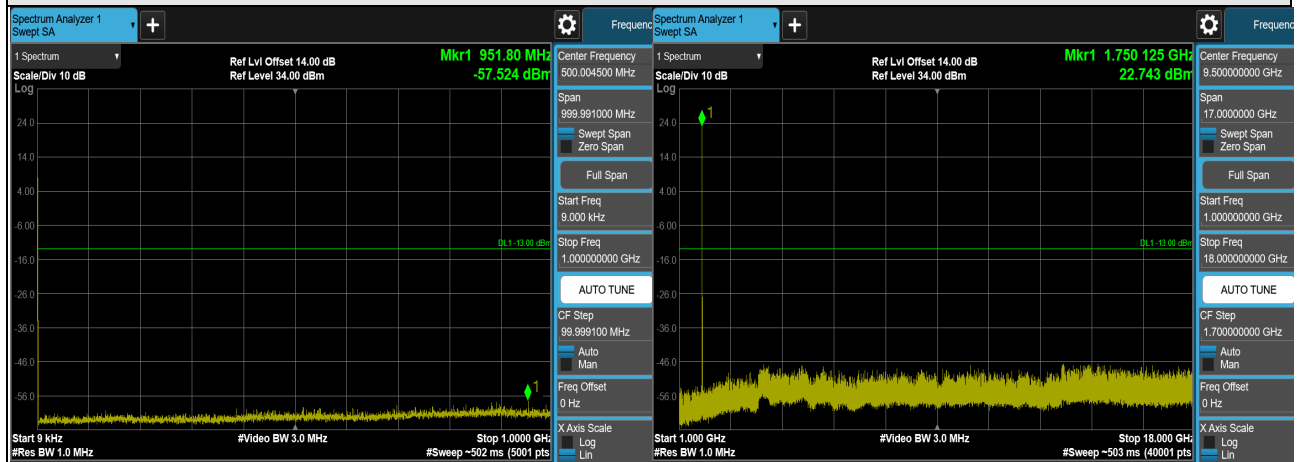 Spectrum Analyzer 1
Swept SA
+
Frequenc
1 Spectrum
Scale/Div 10 dB
Log
Ref Lvl Offset 14.00 dB
Ref Level 34.00 dBm
Mkr1 951.80 MHz
-57.524 dBm
24.0
14.0
4.00
-6.00
-16.0
-26.0
-36.0
-46.0
-56.0
1
DL1 -13.00 dBm
Start 9 kHz
#Res BW 1.0 MHz
#Video BW 3.0 MHz
Stop 1.0000 GHz
#Sweep ~502 ms (5001 pts
Center Frequency
500.004500 MHz
Span
999.991000 MHz
Swept Span
Zero Span
Full Span
Start Freq
9.000 kHz
Stop Freq
1.000000000 GHz
AUTO TUNE
CF Step
99.999100 MHz
Auto
Man
Freq Offset
0 Hz
X Axis Scale
Log
Lin
Spectrum Analyzer 1
Swept SA
+
Frequenc
1 Spectrum
Scale/Div 10 dB
Log
Ref Lvl Offset 14.00 dB
Ref Level 34.00 dBm
Mkr1 1.750 125 GHz
22.743 dBm
24.0
14.0
4.00
-6.00
-16.0
-26.0
-36.0
-46.0
-56.0
1
DL1 -13.00 dBm
Start 1.000 GHz
#Res BW 1.0 MHz
#Video BW 3.0 MHz
Stop 18.000 GHz
#Sweep ~503 ms (40001 pts
Center Frequency
9.500000000 GHz
Span
17.0000000 GHz
Swept Span
Zero Span
Full Span
Start Freq
1.000000000 GHz
Stop Freq
18.000000000 GHz
AUTO TUNE
CF Step
1.700000000 GHz
Auto
Man
Freq Offset
0 Hz
X Axis Scale
Log
Lin